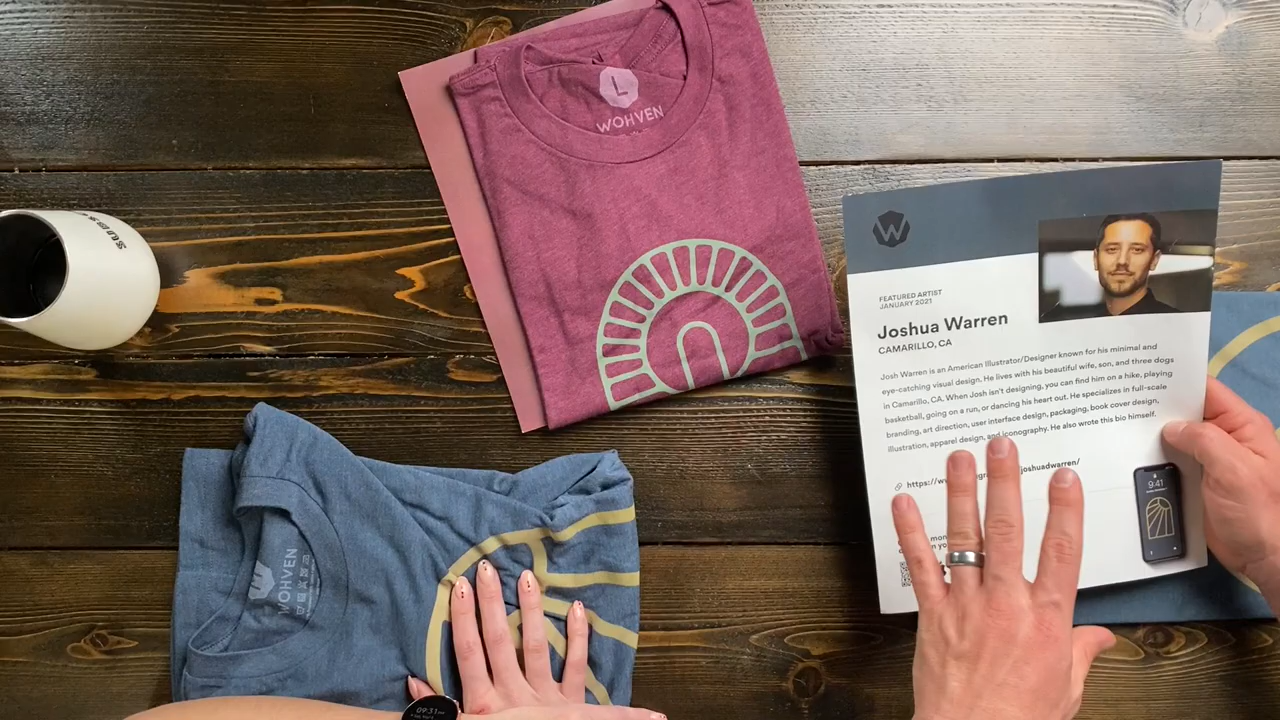 L
WOHVEN
W
FEATURED ARTIST
JANUARY 2021
Joshua Warren
CAMARILLO, CA
Josh Warren is an American Illustrator/Designer known for his minimal and
eye-catching visual design. He lives with his beautiful wife, son, and three dogs
in Camarillo, CA. When Josh isn't designing, you can find him on a hike, playing
basketball, going on a run, or dancing his heart out. He specializes in full-scale
branding, art direction, user interface design, packaging, book cover design,
illustration, apparel design, and iconography. He also wrote this bio himself.
joshuadwarren/
9:41
WOHVEN
09:31